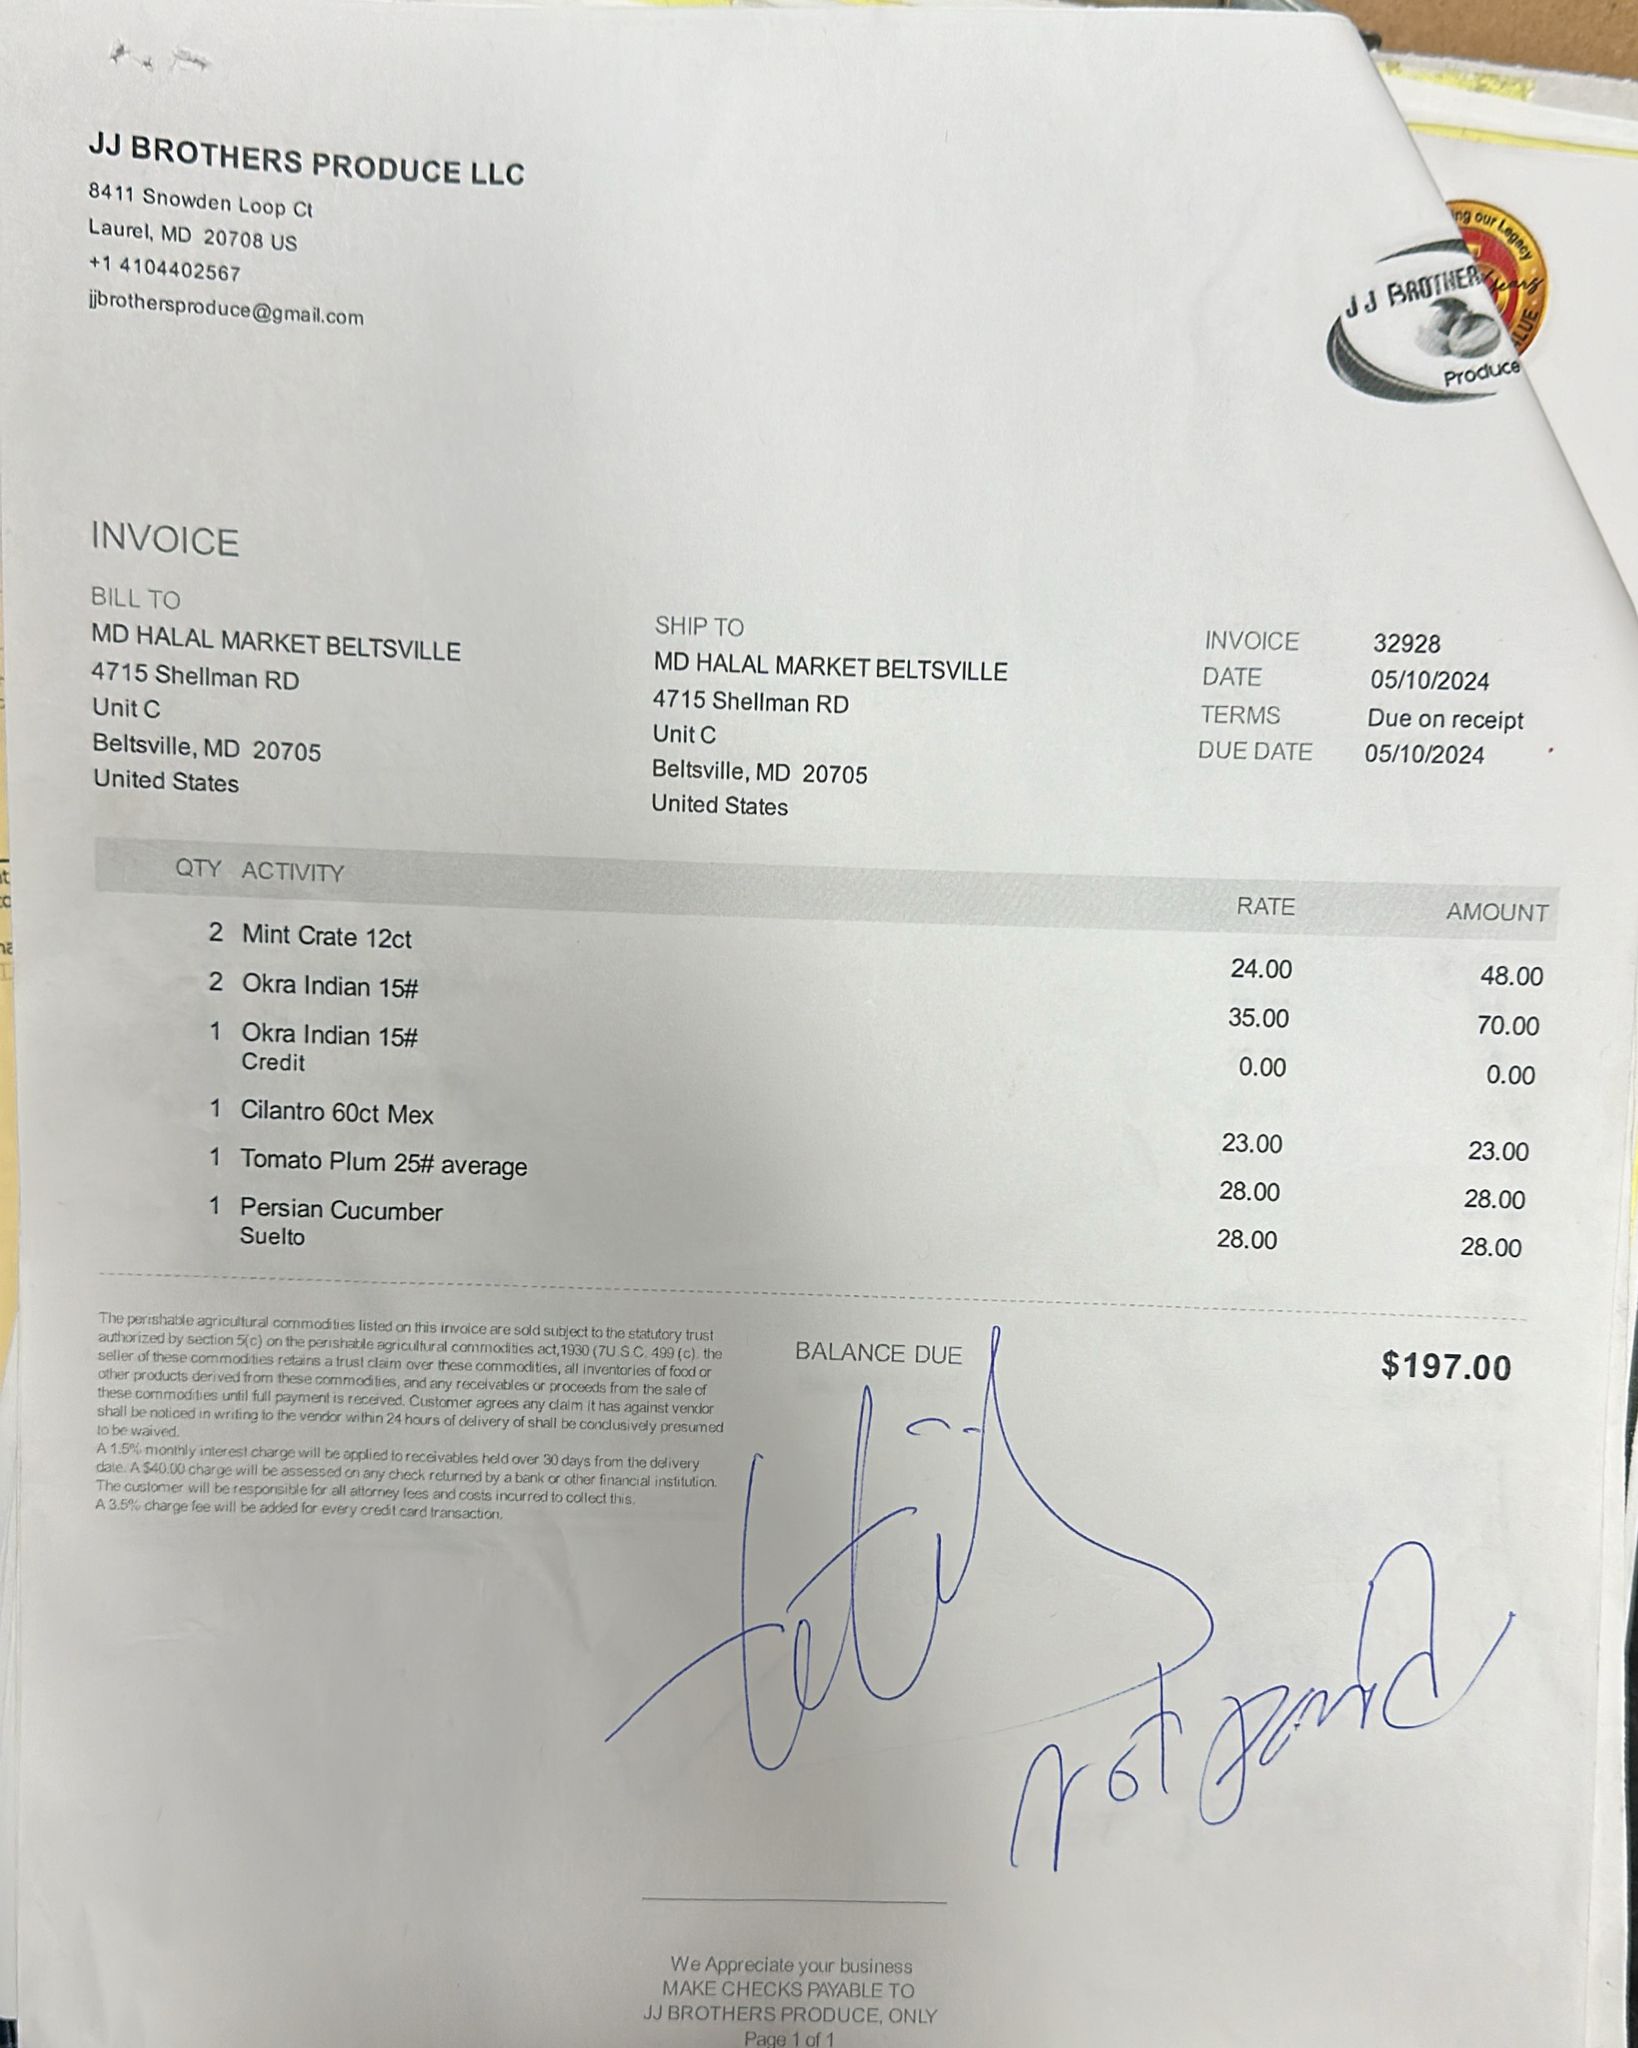 JJ BROTHERS PRODUCE LLC
8411 Snowden Loop Ct
Laurel, MD 20708 US
+1 4104402567
jjbrothersproduce@gmail.com
ng our Legacy
years
ALUE
JJ BROTHER
Produce
INVOICE
BILL TO
MD HALAL MARKET BELTSVILLE
4715 Shellman RD
Unit C
Beltsville, MD 20705
United States
SHIP TO
MD HALAL MARKET BELTSVILLE
4715 Shellman RD
Unit C
Beltsville, MD 20705
United States
INVOICE 32928
DATE 05/10/2024
TERMS Due on receipt
DUE DATE 05/10/2024
QTY ACTIVITY RATE AMOUNT
2 Mint Crate 12ct 24.00 48.00
2 Okra Indian 15# 35.00 70.00
1 Okra Indian 15# 0.00 0.00
Credit
1 Cilantro 60ct Mex 23.00 23.00
1 Tomato Plum 25# average 28.00 28.00
1 Persian Cucumber 28.00 28.00
Suelto
The perishable agricultural commodities listed on this invoice are sold subject to the statutory trust
authorized by section 5(c) on the perishable agricultural commodities act,1930 (7U.S.C. 499 (c). the
seller of these commodities retains a trust claim over these commodities, all inventories of food or
other products derived from these commodities, and any receivables or proceeds from the sale of
these commodities until full payment is received. Customer agrees any claim it has against vendor
shall be noticed in writing to the vendor within 24 hours of delivery of shall be conclusively presumed
to be waived.
A 1.5% monthly interest charge will be applied to receivables held over 30 days from the delivery
date. A $40.00 charge will be assessed on any check returned by a bank or other financial institution.
The customer will be responsible for all attorney fees and costs incurred to collect this.
A 3.5% charge fee will be added for every credit card transaction.
BALANCE DUE $197.00
not paid
We Appreciate your business
MAKE CHECKS PAYABLE TO
JJ BROTHERS PRODUCE, ONLY
Page 1 of 1